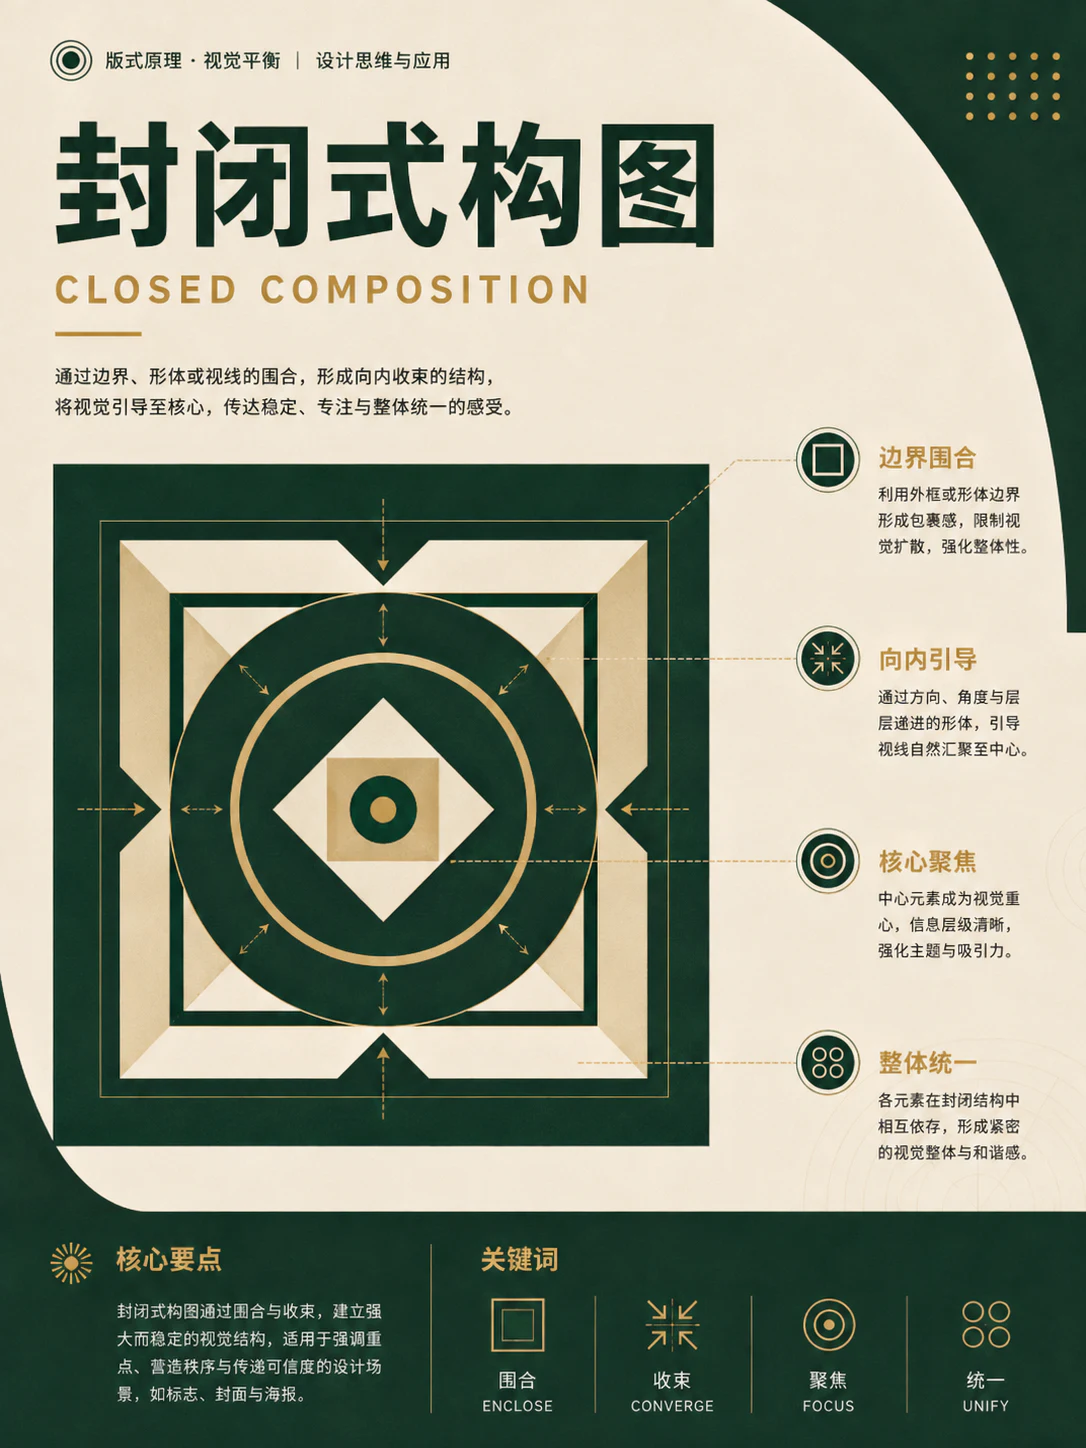 版式原理 · 视觉平衡 | 设计思维与应用
封闭式构图
CLOSED COMPOSITION
通过边界、形体或视线的围合，形成向内收束的结构，
将视觉引导至核心，传达稳定、专注与整体统一的感受。
边界围合
利用外框或形体边界
形成包裹感，限制视
觉扩散，强化整体性。
向内引导
通过方向、角度与层
层递进的形体，引导
视线自然汇聚至中心。
核心聚焦
中心元素成为视觉重
心，信息层级清晰，
强化主题与吸引力。
整体统一
各元素在封闭结构中
相互依存，形成紧密
的视觉整体与和谐感。
核心要点
封闭式构图通过围合与收束，建立强
大而稳定的视觉结构，适用于强调重
点、营造秩序与传递可信度的设计场
景，如标志、封面与海报。
关键词
围合
ENCLOSE
收束
CONVERGE
聚焦
FOCUS
统一
UNIFY